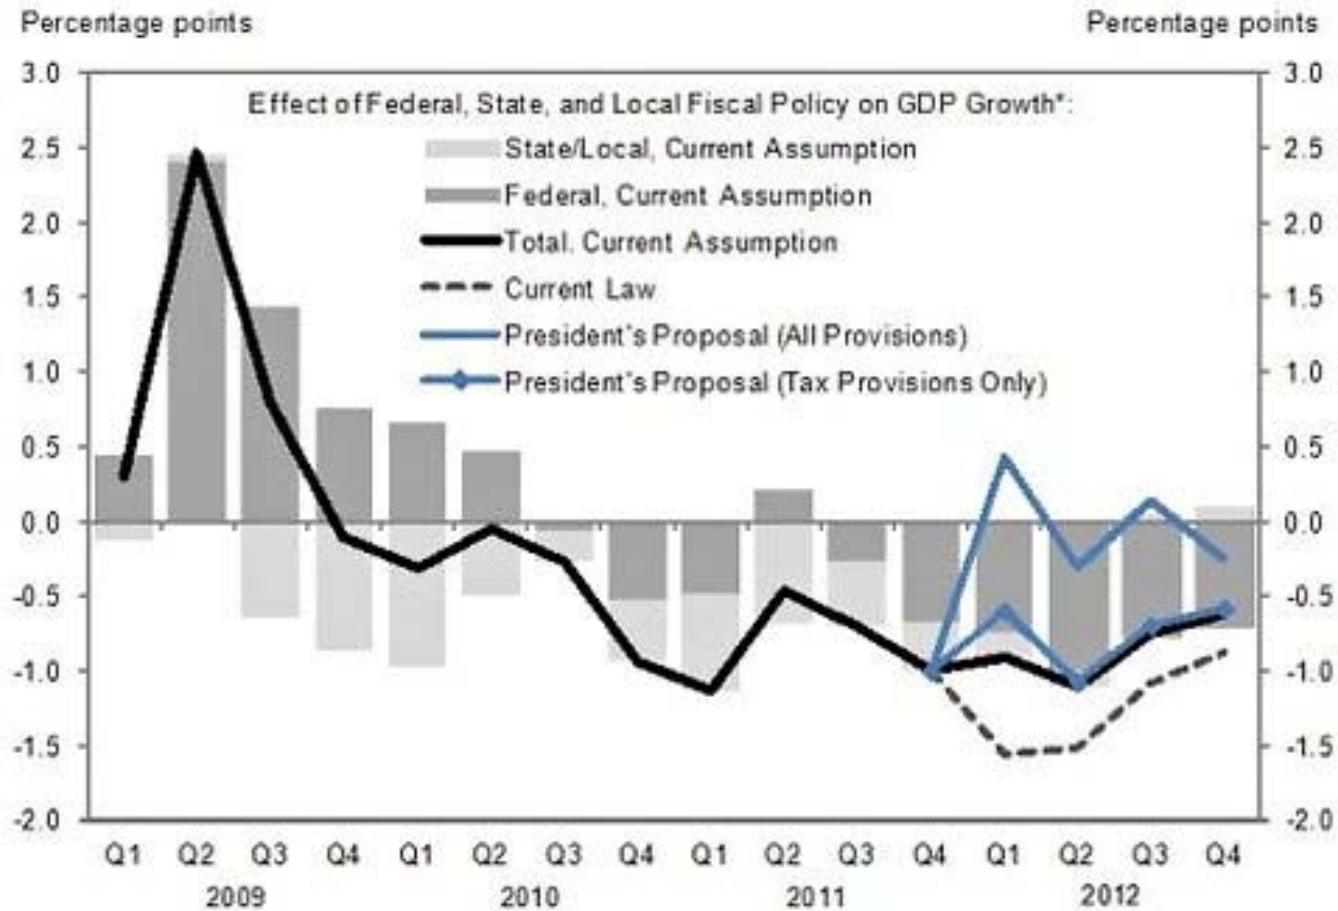 Percentage points Percentage points
3.0 3.0
Effect of Federal, State, and Local Fiscal Policy on GDP Growth*:
2.5 State/Local, Current Assumption 2.5
Federal, Current Assumption
2.0 Total. Current Assumption 2.0
Current Law
1.5 1.5
President's Proposal (All Provisions)
1.0 President's Proposal (Tax Provisions Only) 1.0
0.5 0.5
0.0 0.0
-0.5 -0.5
-1.0 -1.0
-1.5 -1.5
-2.0 -2.0
Q1 Q2 Q3 Q4 Q1 Q2 Q3 Q4 Q1 Q2 Q3 Q4 Q1 Q2 Q3 Q4
2009 2010 2011 2012